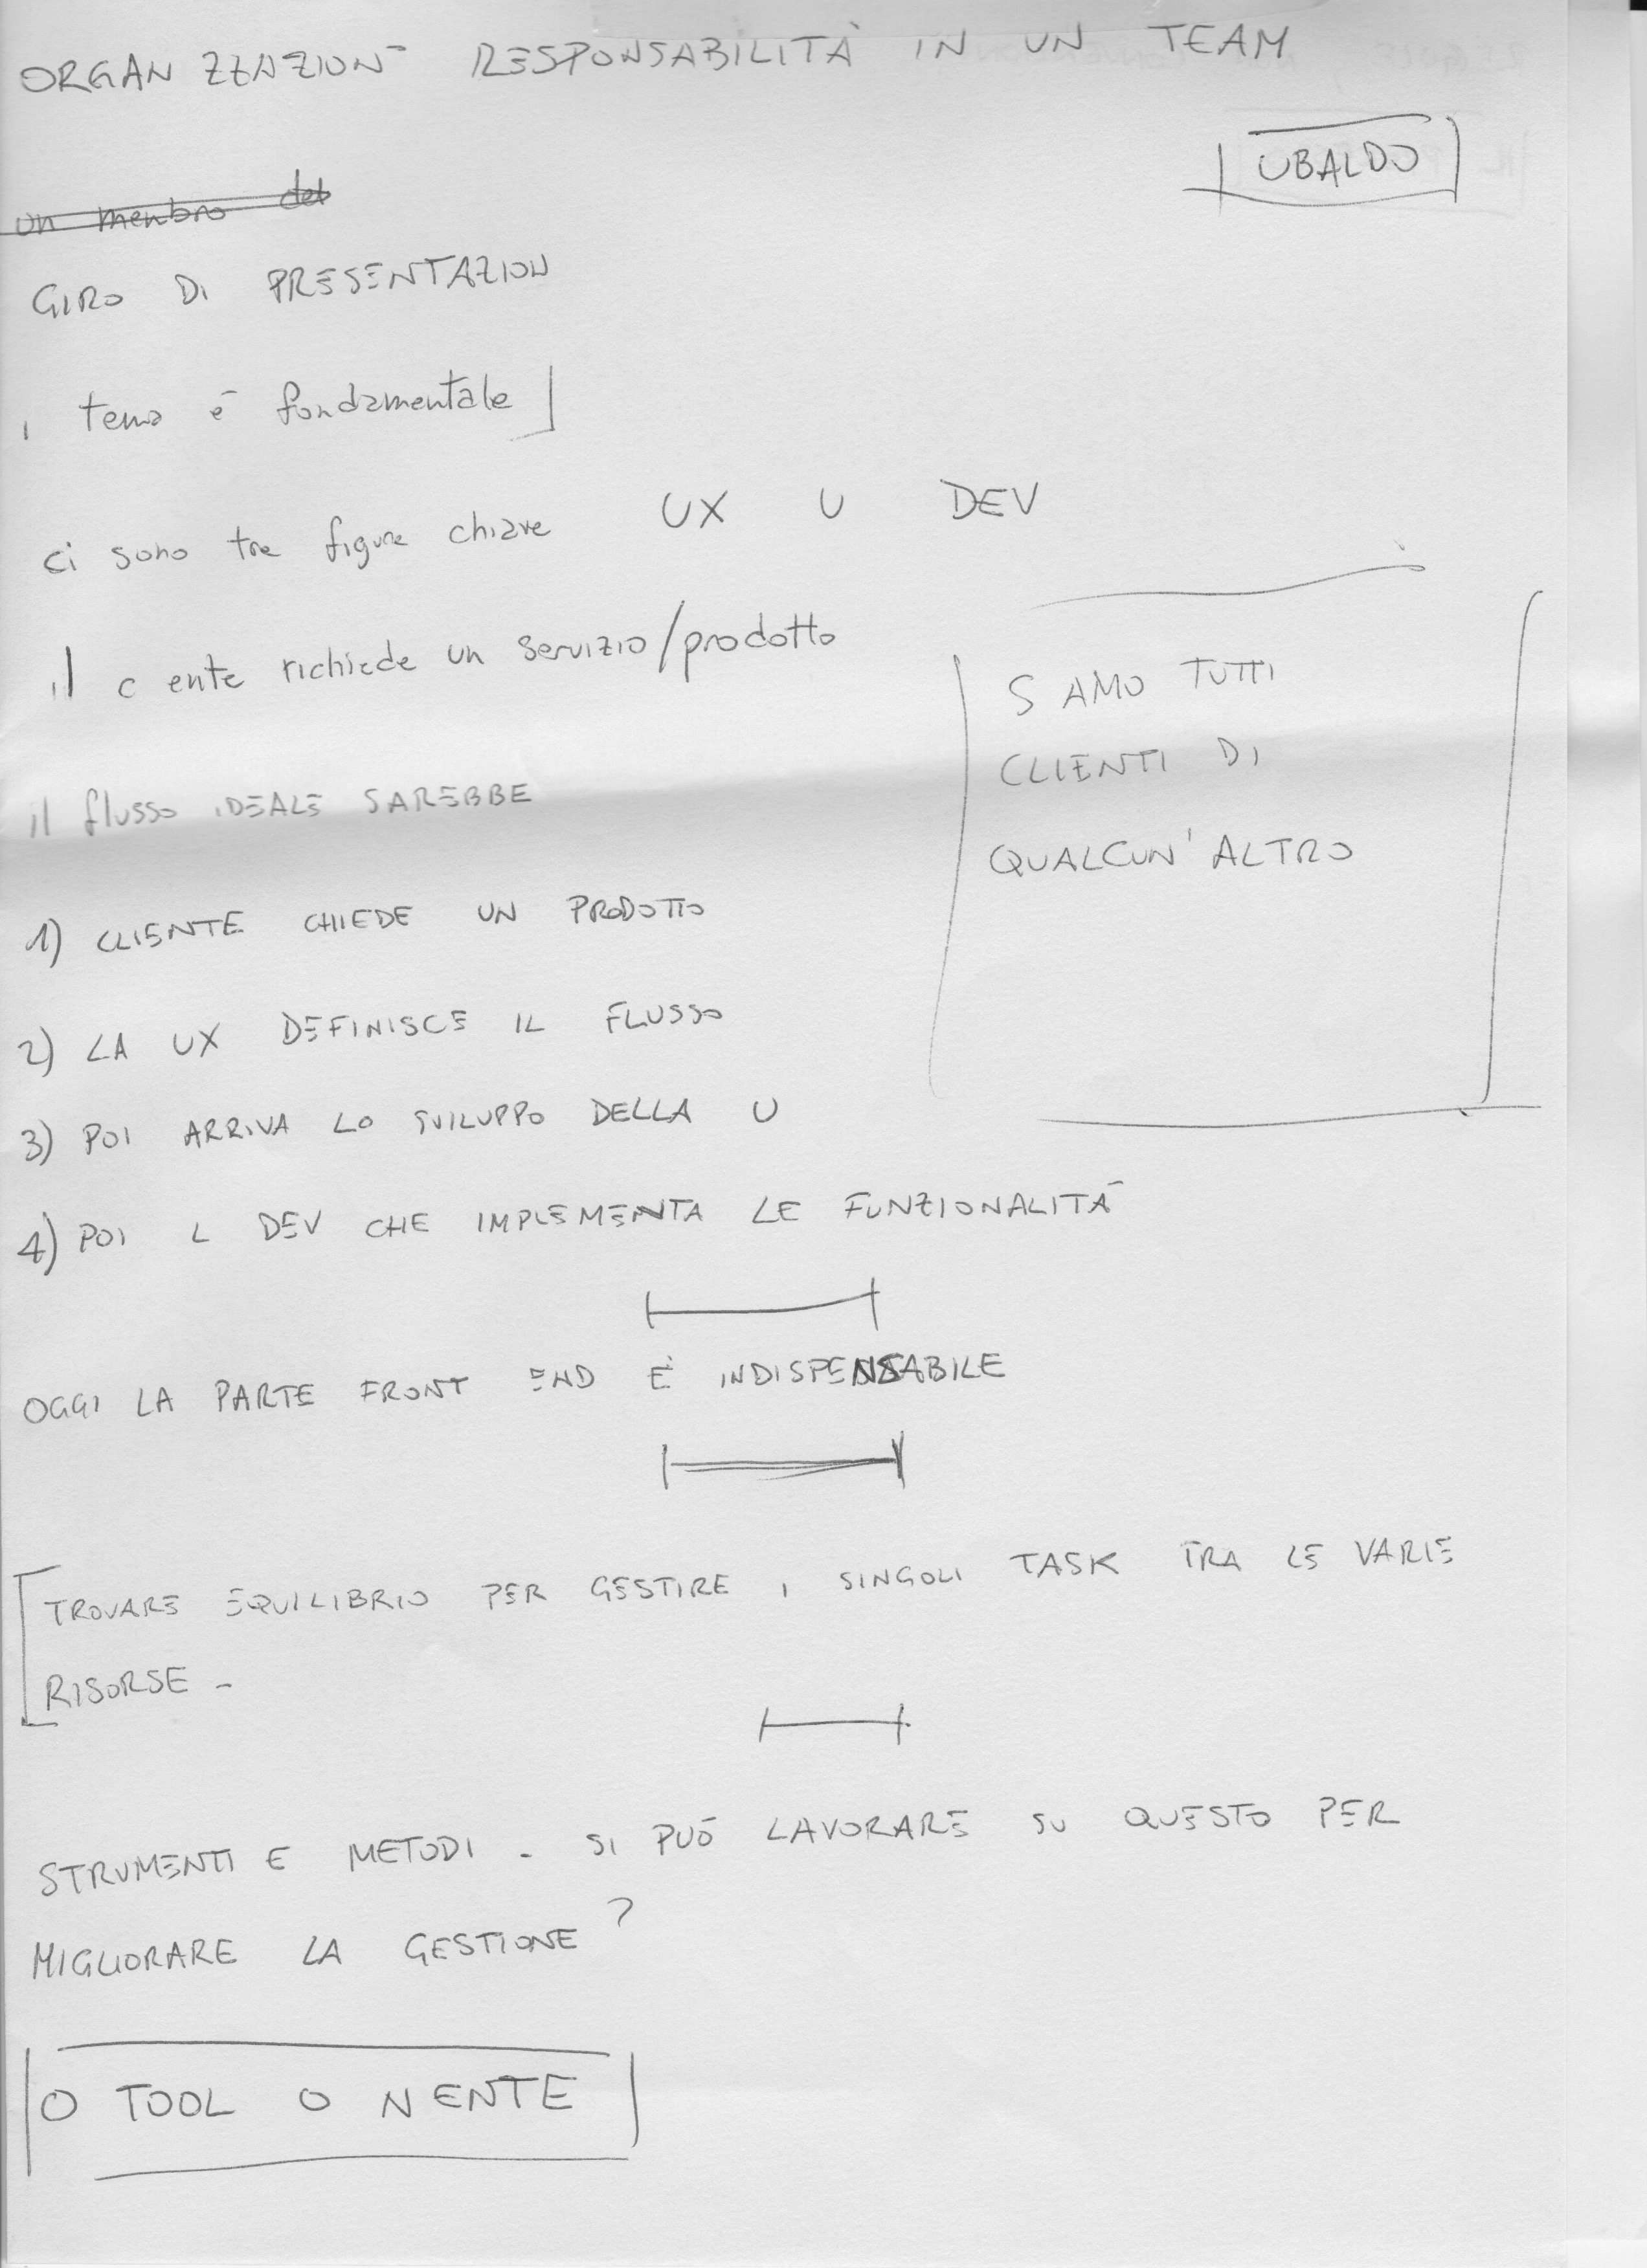 ORGAN ZZAZION RESPONSABILITÀ IN UN TEAM
UBALDO
un menbro del
GIRO DI PRESENTAZION
, tema è fondamentale
ci sono tre figure chiave UX U DEV
il c ente richiede un servizio/prodotto
S AMO TUTTI
CLIENTI DI
QUALCUN'ALTRO
il flusso IDEALE SAREBBE
1) CLIENTE CHIEDE UN PRODOTTO
2) LA UX DEFINISCE IL FLUSSO
3) POI ARRIVA LO SVILUPPO DELLA U
4) POI L DEV CHE IMPLEMENTA LE FUNZIONALITÀ
OGGI LA PARTE FRONT END È INDISPENSABILE
TROVARE EQUILIBRIO PER GESTIRE , SINGOLI TASK TRA LE VARIE
RISORSE -
STRUMENTI E METODI - SI PUÒ LAVORARE SU QUESTO PER
MIGLIORARE LA GESTIONE ?
O TOOL O N ENTE